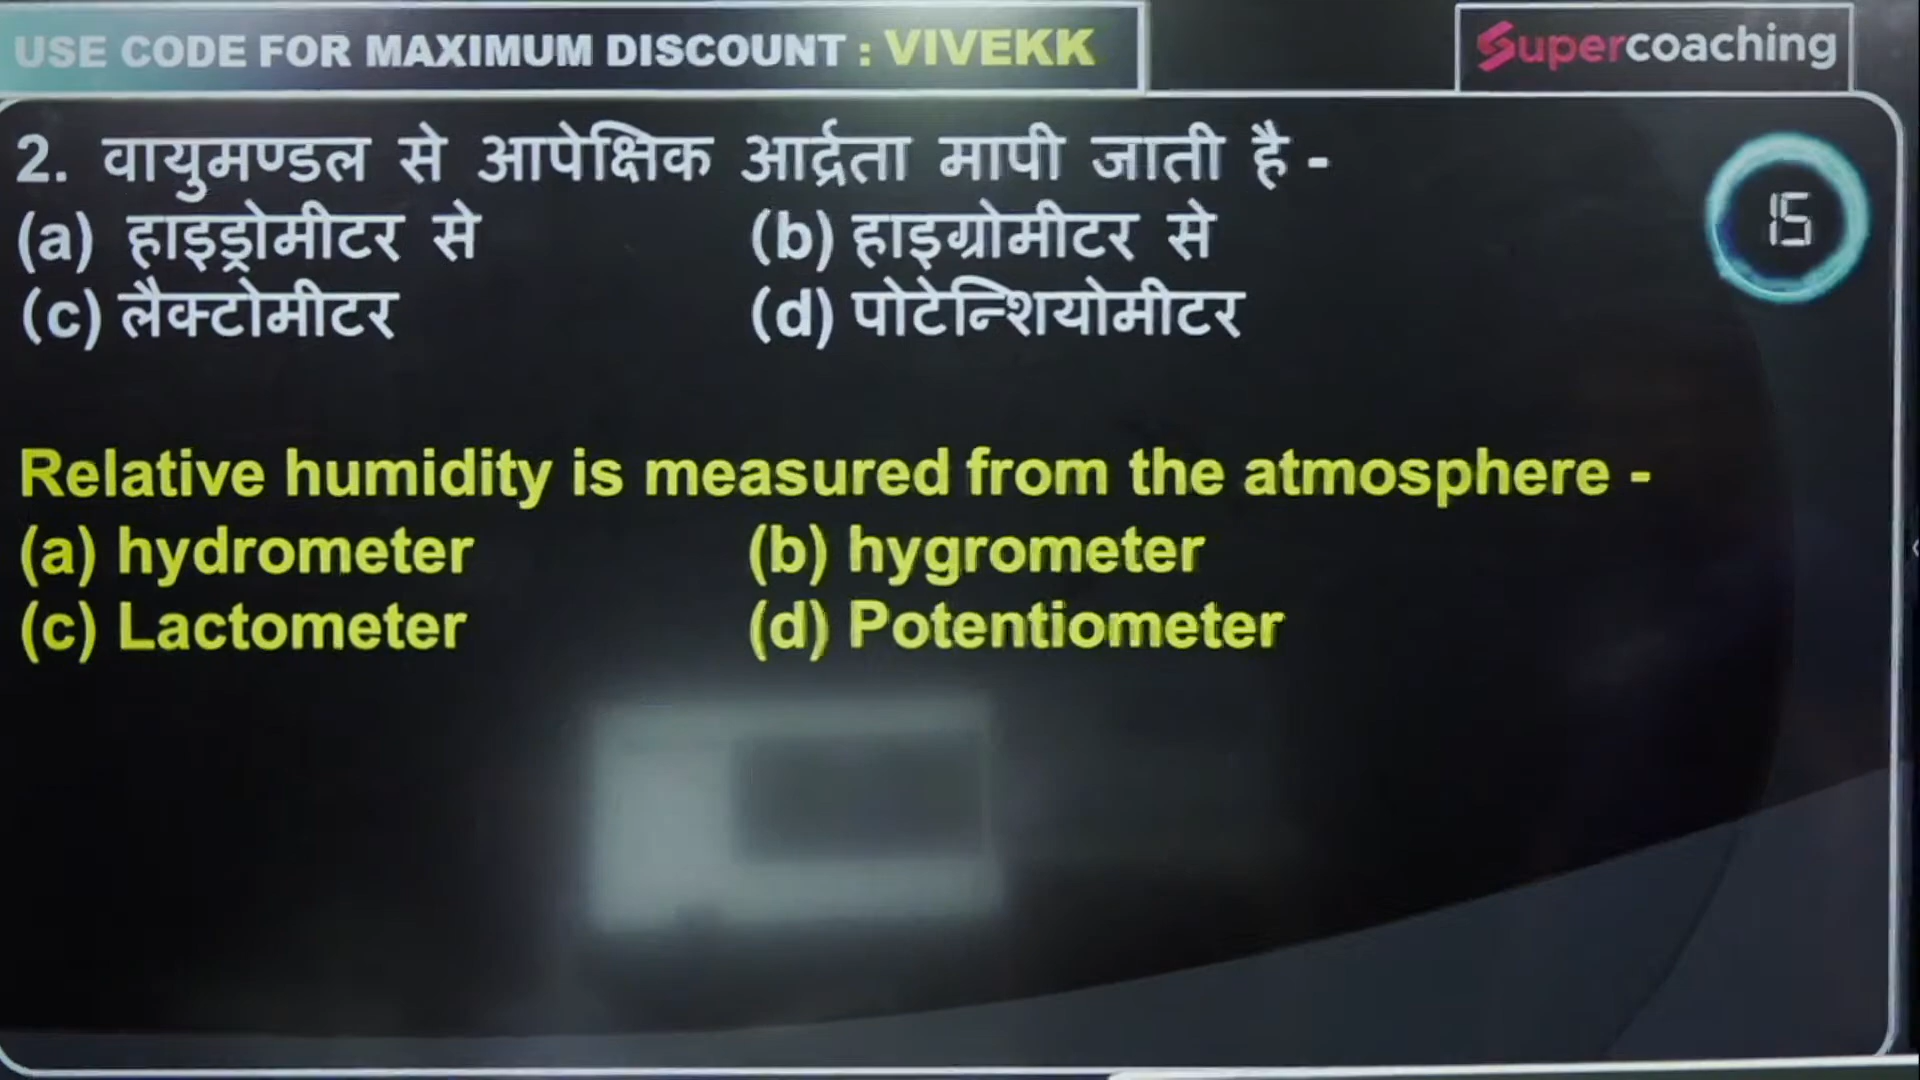 USE CODE FOR MAXIMUM DISCOUNT : VIVEKK
Supercoaching
2. वायुमण्डल से आपेक्षिक आर्द्रता मापी जाती है -
15
(a) हाइड्रोमीटर से (b) हाइग्रोमीटर से
(c) लैक्टोमीटर (d) पोटेन्शियोमीटर
Relative humidity is measured from the atmosphere -
(a) hydrometer (b) hygrometer
(c) Lactometer (d) Potentiometer